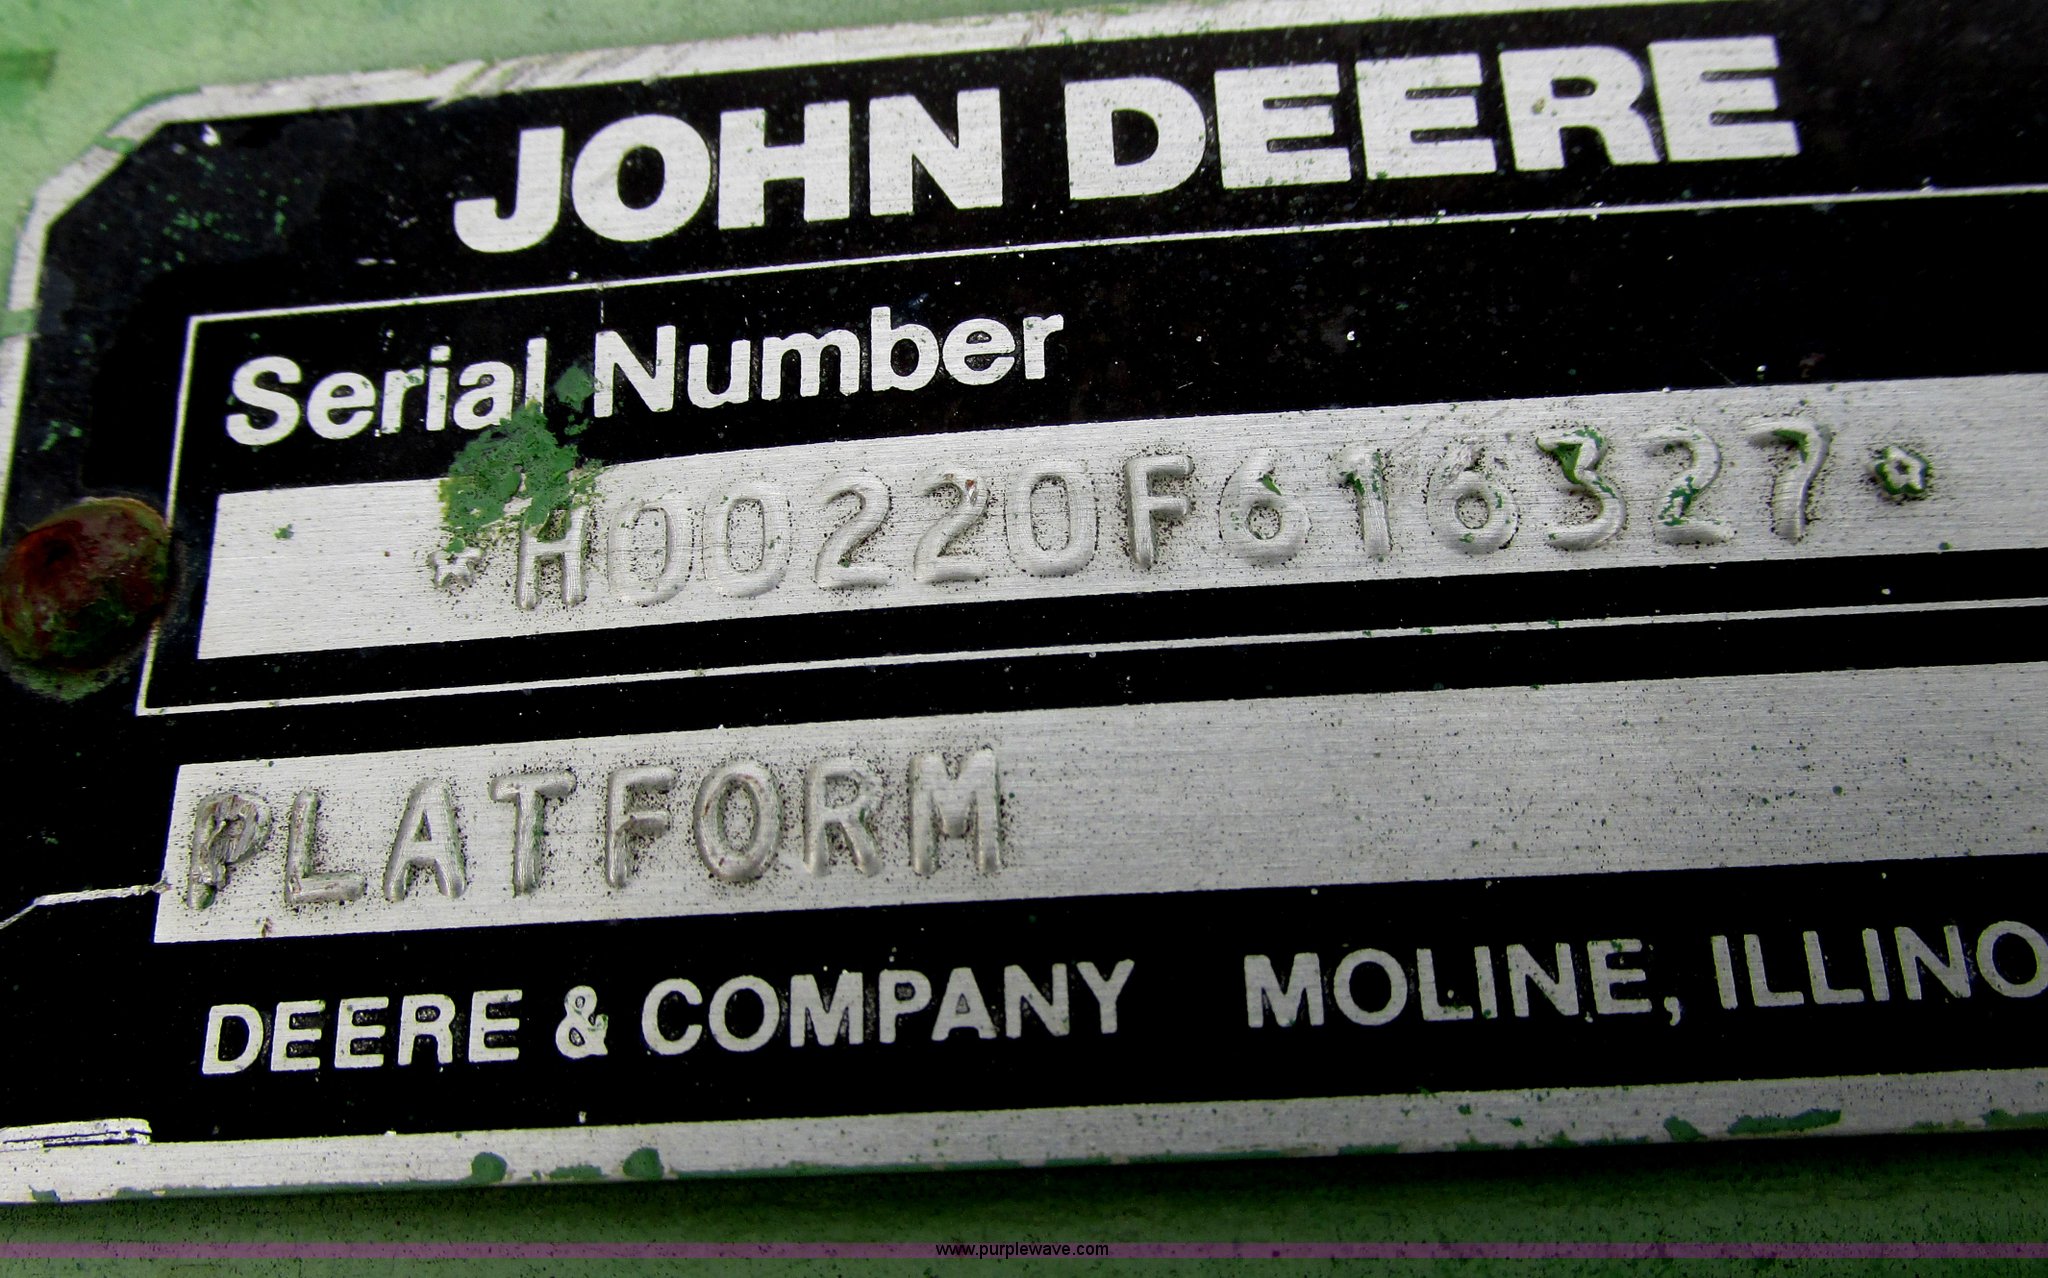 JOHN DEERE
Serial Number
*H00220F616327*
PLATFORM
DEERE & COMPANY MOLINE, ILLINO
www.purplewave.com